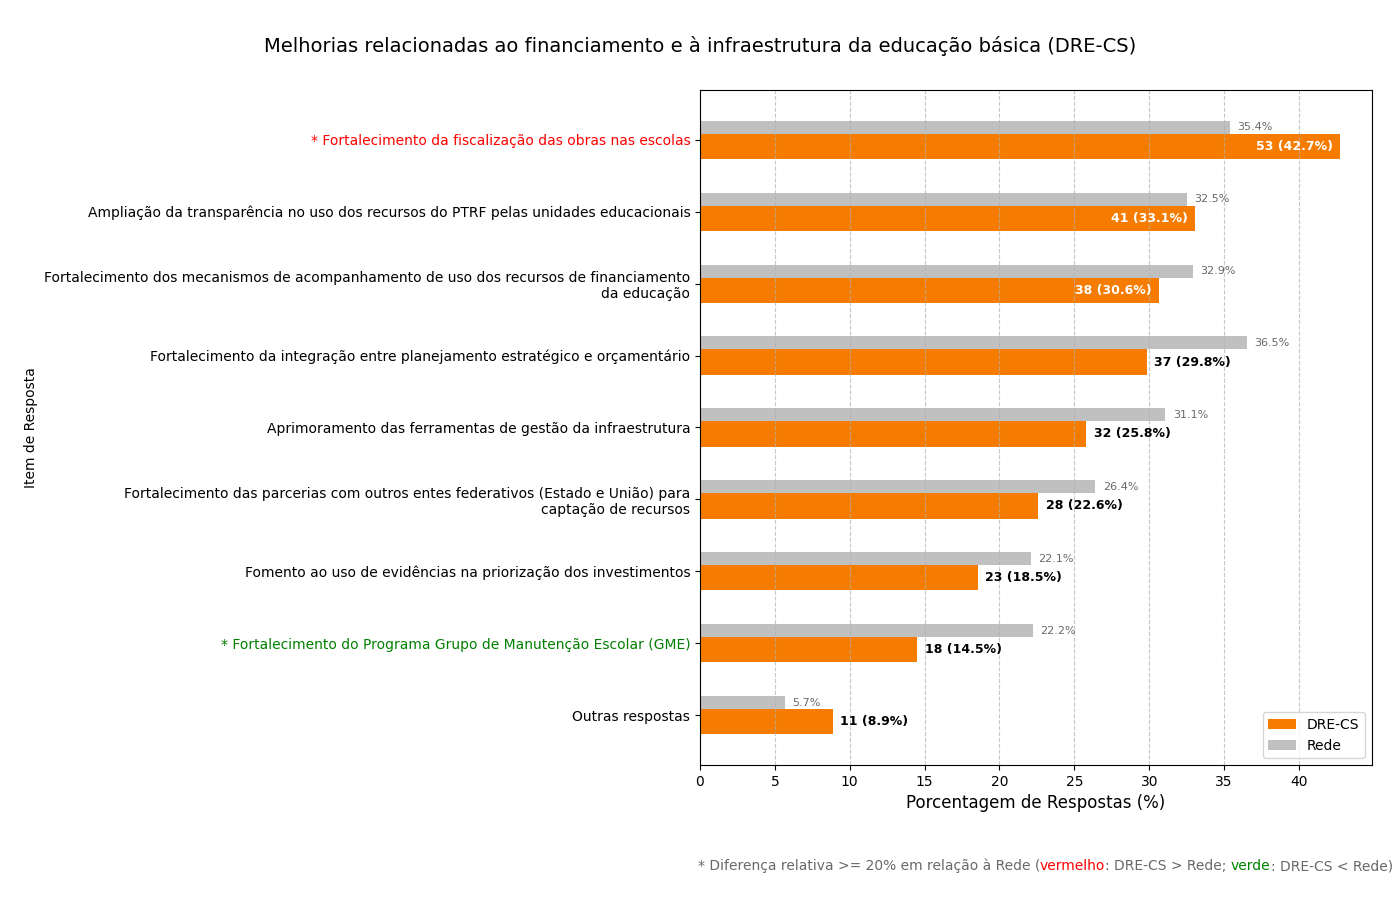 Melhorias relacionadas ao financiamento e à infraestrutura da educação básica (DRE-CS)
Item de Resposta
* Fortalecimento da fiscalização das obras nas escolas
35.4%
53 (42.7%)
Ampliação da transparência no uso dos recursos do PTRF pelas unidades educacionais
32.5%
41 (33.1%)
Fortalecimento dos mecanismos de acompanhamento de uso dos recursos de financiamento
da educação
32.9%
38 (30.6%)
Fortalecimento da integração entre planejamento estratégico e orçamentário
36.5%
37 (29.8%)
Aprimoramento das ferramentas de gestão da infraestrutura
31.1%
32 (25.8%)
Fortalecimento das parcerias com outros entes federativos (Estado e União) para
captação de recursos
26.4%
28 (22.6%)
Fomento ao uso de evidências na priorização dos investimentos
22.1%
23 (18.5%)
* Fortalecimento do Programa Grupo de Manutenção Escolar (GME)
22.2%
18 (14.5%)
Outras respostas
5.7%
11 (8.9%)
DRE-CS
Rede
0 5 10 15 20 25 30 35 40
Porcentagem de Respostas (%)
* Diferença relativa >= 20% em relação à Rede (vermelho: DRE-CS > Rede; verde: DRE-CS < Rede)